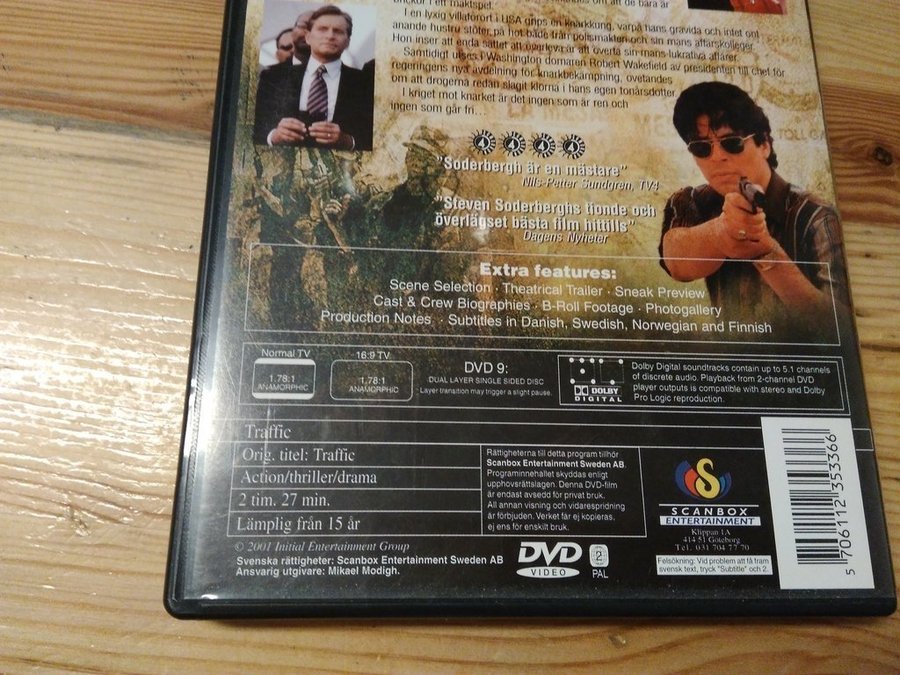 om att de bara är
brickor i ett maktspel.
I en lyxig villaförort i USA grips en knarkkung, varpå hans gravida och intet ont
anande hustru stöter på hot både från polismakten och sin mans affärskolleger.
Hon inser att enda sättet att överleva är att överta sin mans lukrativa affärer.
Samtidigt utses i Washington domaren Robert Wakefield av presidenten till chef för
regeringens nya avdelning för knarkbekämpning, ovetandes
om att drogerna redan slagit klorna i hans egen tonårsdotter.
I kriget mot knarket är det ingen som är ren och
ingen som går fri...
4 4 4 4
"Soderbergh är en mästare"
Nils-Petter Sundgren, TV4
"Steven Soderberghs tionde och
överlägset bästa film hittills"
Dagens Nyheter
Extra features:
Scene Selection · Theatrical Trailer · Sneak Preview
Cast & Crew Biographies · B-Roll Footage · Photogallery
Production Notes · Subtitles in Danish, Swedish, Norwegian and Finnish
Normal TV
1.78:1
ANAMORPHIC
16:9 TV
1.78:1
ANAMORPHIC
DVD 9:
DUAL LAYER SINGLE SIDED DISC
Layer transition may trigger a slight pause.
DOLBY
DIGITAL
Dolby Digital soundtracks contain up to 5.1 channels
of discrete audio. Playback from 2-channel DVD
player outputs is compatible with stereo and Dolby
Pro Logic reproduction.
Traffic
Orig. titel: Traffic
Action/thriller/drama
2 tim. 27 min.
Lämplig från 15 år
Rättigheterna till detta program tillhör
Scanbox Entertainment Sweden AB.
Programinnehållet skyddas enligt
upphovsrättslagen. Denna DVD-film
är endast avsedd för privat bruk.
All annan visning och vidarespridning
är förbjuden. Verket får ej kopieras,
ej ens för enskilt bruk.
S
SCANBOX
ENTERTAINMENT
Klippan 1A
414 51 Göteborg
Tel. 031 704 77 70
Felsökning: Vid problem att få fram
svensk text, tryck "Subtitle" och 2.
5 706112 353366
© 2001 Initial Entertainment Group
Svenska rättigheter: Scanbox Entertainment Sweden AB
Ansvarig utgivare: Mikael Modigh.
DVD
VIDEO
2
PAL